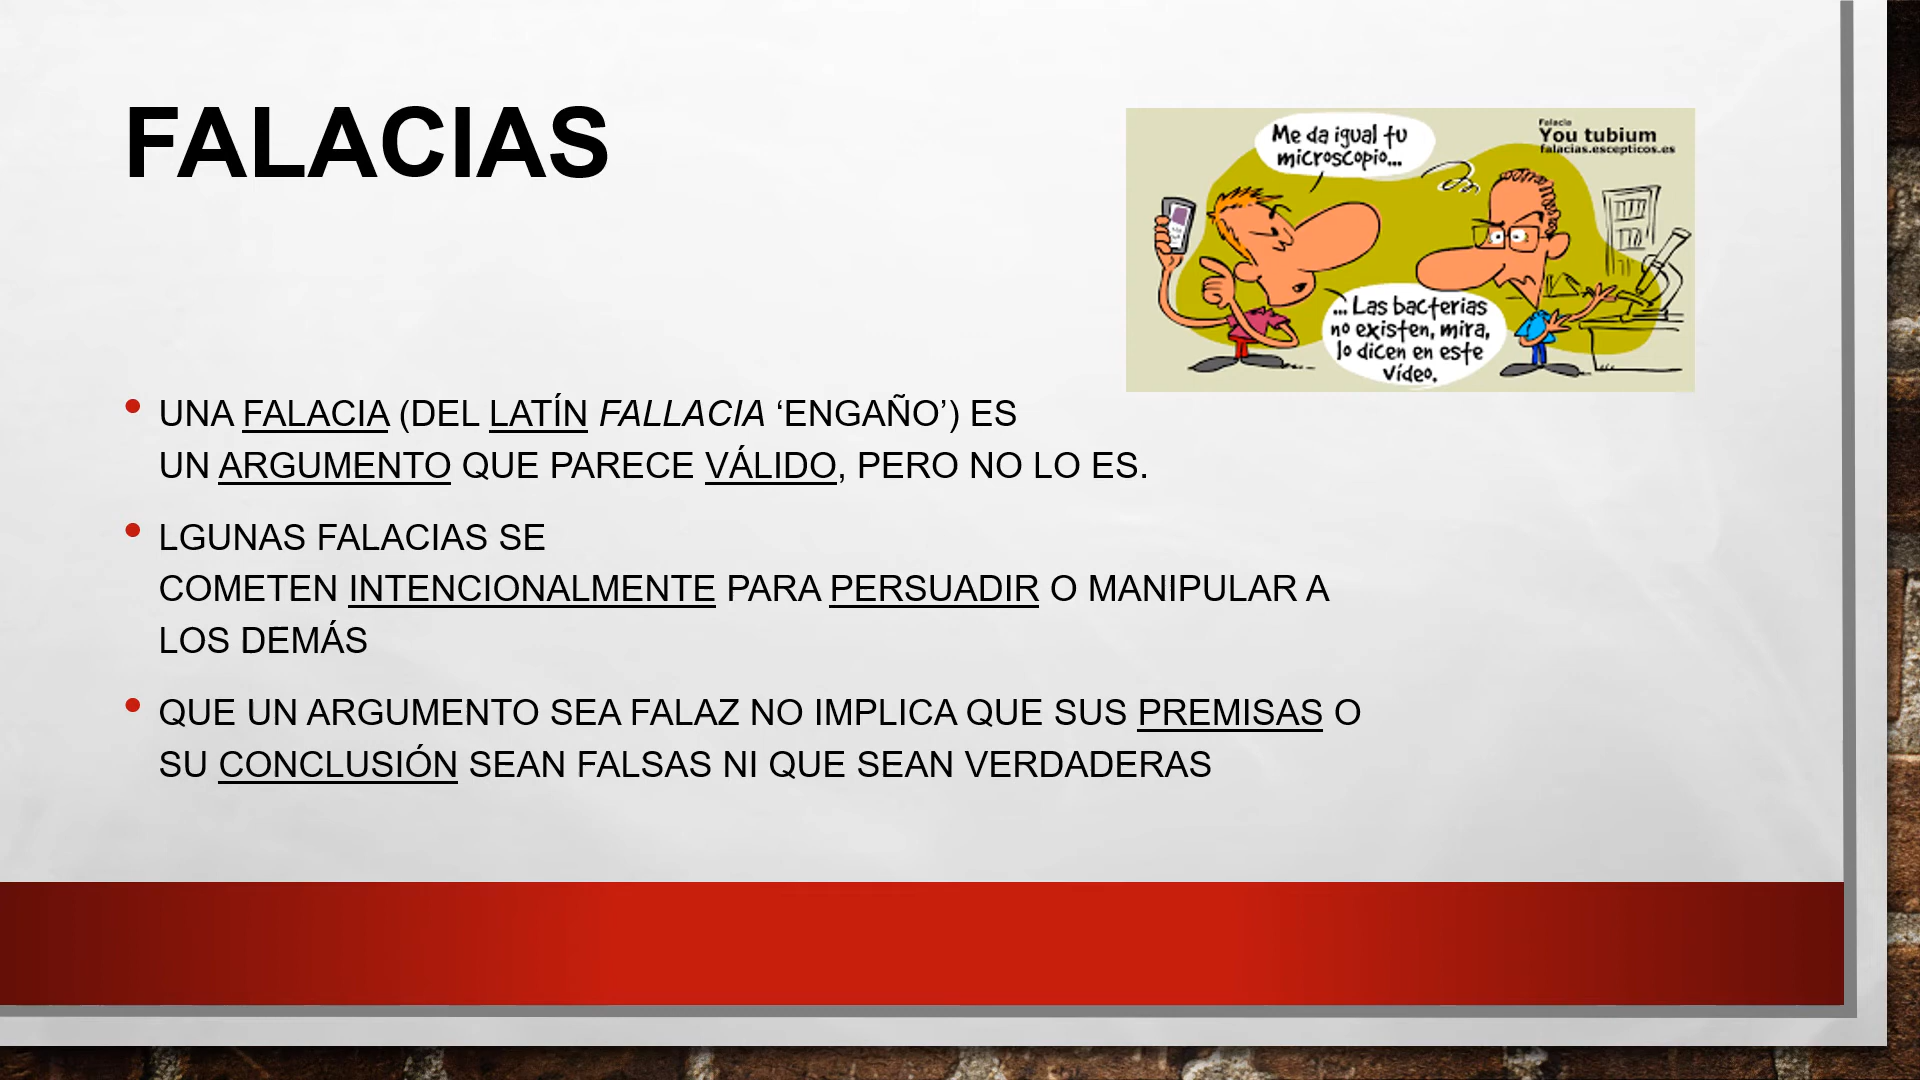 FALACIAS
Me da igual tu
microscopio...
Falacia
You tubium
falacias.escepticos.es
... Las bacterias
no existen, mira,
lo dicen en este
vídeo.
UNA FALACIA (DEL LATÍN FALLACIA ‘ENGAÑO’) ES
UN ARGUMENTO QUE PARECE VÁLIDO, PERO NO LO ES.
LGUNAS FALACIAS SE
COMETEN INTENCIONALMENTE PARA PERSUADIR O MANIPULAR A
LOS DEMÁS
QUE UN ARGUMENTO SEA FALAZ NO IMPLICA QUE SUS PREMISAS O
SU CONCLUSIÓN SEAN FALSAS NI QUE SEAN VERDADERAS